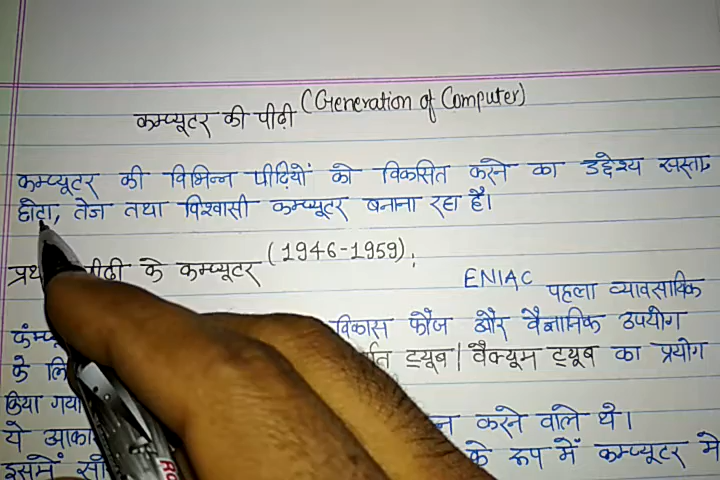 कम्प्यूटर की पीढ़ी (Generation of Computer)
कम्प्यूटर की विभिन्न पीढ़ियों को विकसित करने का उद्देश्य सस्ता,
छोटा, तेज तथा विश्वासी कम्प्यूटर बनाना रहा है।
पीढ़ी के कम्प्यूटर (1946-1959):
ENIAC पहला व्यावसायिक
विकास फौज और वैज्ञानिक उपयोग
के ट्यूब / वैक्यूम ट्यूब का प्रयोग
किया गया
करने वाले थे।
ये के रूप में कम्प्यूटर में
इसमें